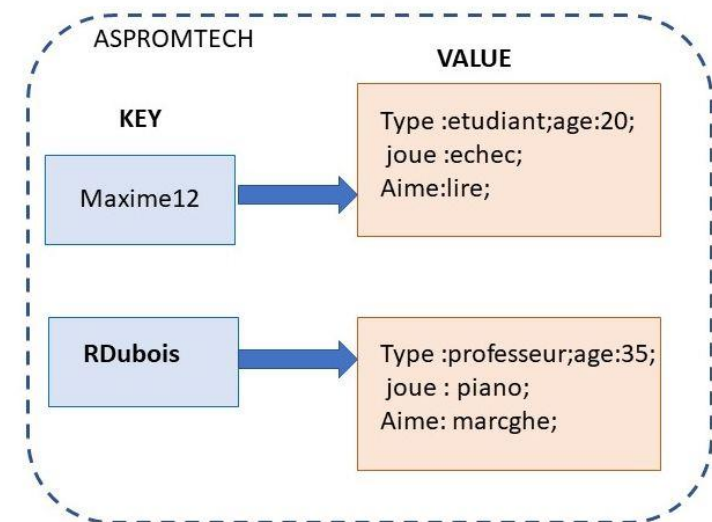 ASPROMTECH
VALUE
KEY
Type :etudiant;age:20;
joue :echec;
Aime:lire;
Maxime12
RDubois
Type :professeur;age:35;
joue : piano;
Aime: marcghe;